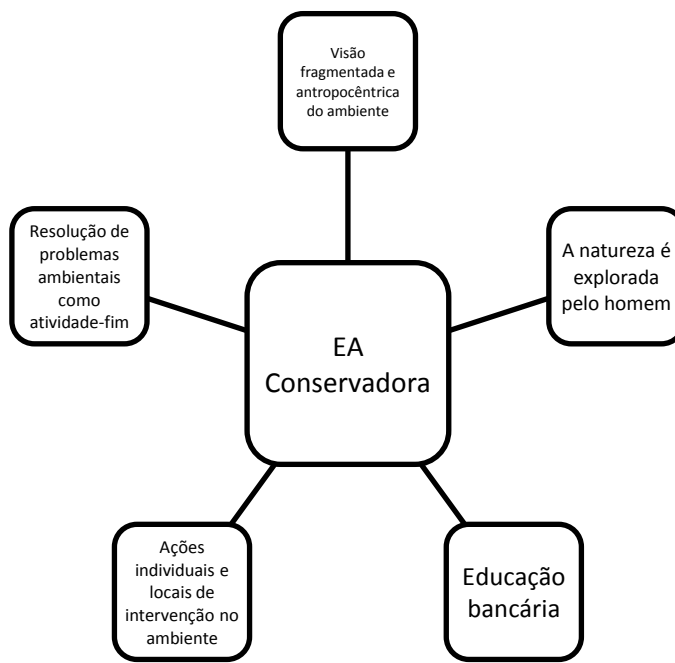 Visão
fragmentada e
antropocêntrica
do ambiente
Resolução de
problemas
ambientais
como
atividade-fim
A natureza é
explorada
pelo homem
EA
Conservadora
Ações
individuais e
locais de
intervenção no
ambiente
Educação
bancária